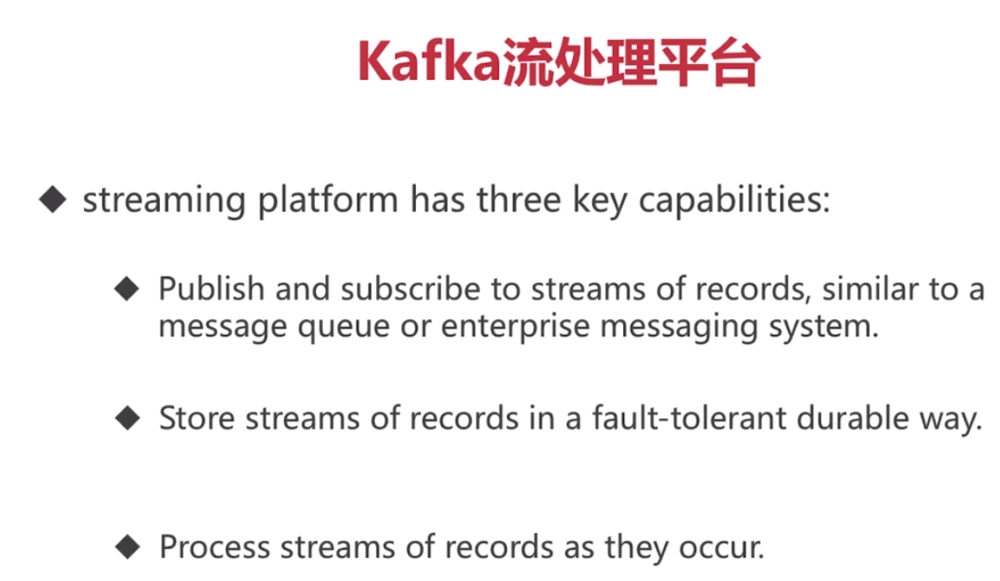 Kafka流处理平台
◆ streaming platform has three key capabilities:
◆ Publish and subscribe to streams of records, similar to a
message queue or enterprise messaging system.
◆ Store streams of records in a fault-tolerant durable way.
◆ Process streams of records as they occur.